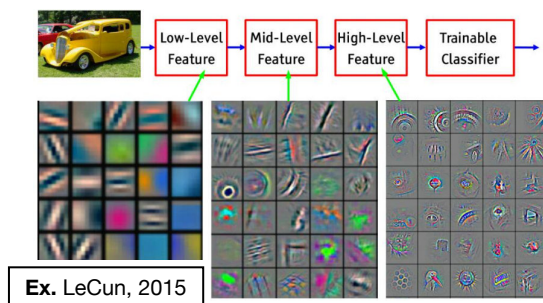 Low-Level
Feature
Mid-Level
Feature
High-Level
Feature
Trainable
Classifier
Ex. LeCun, 2015